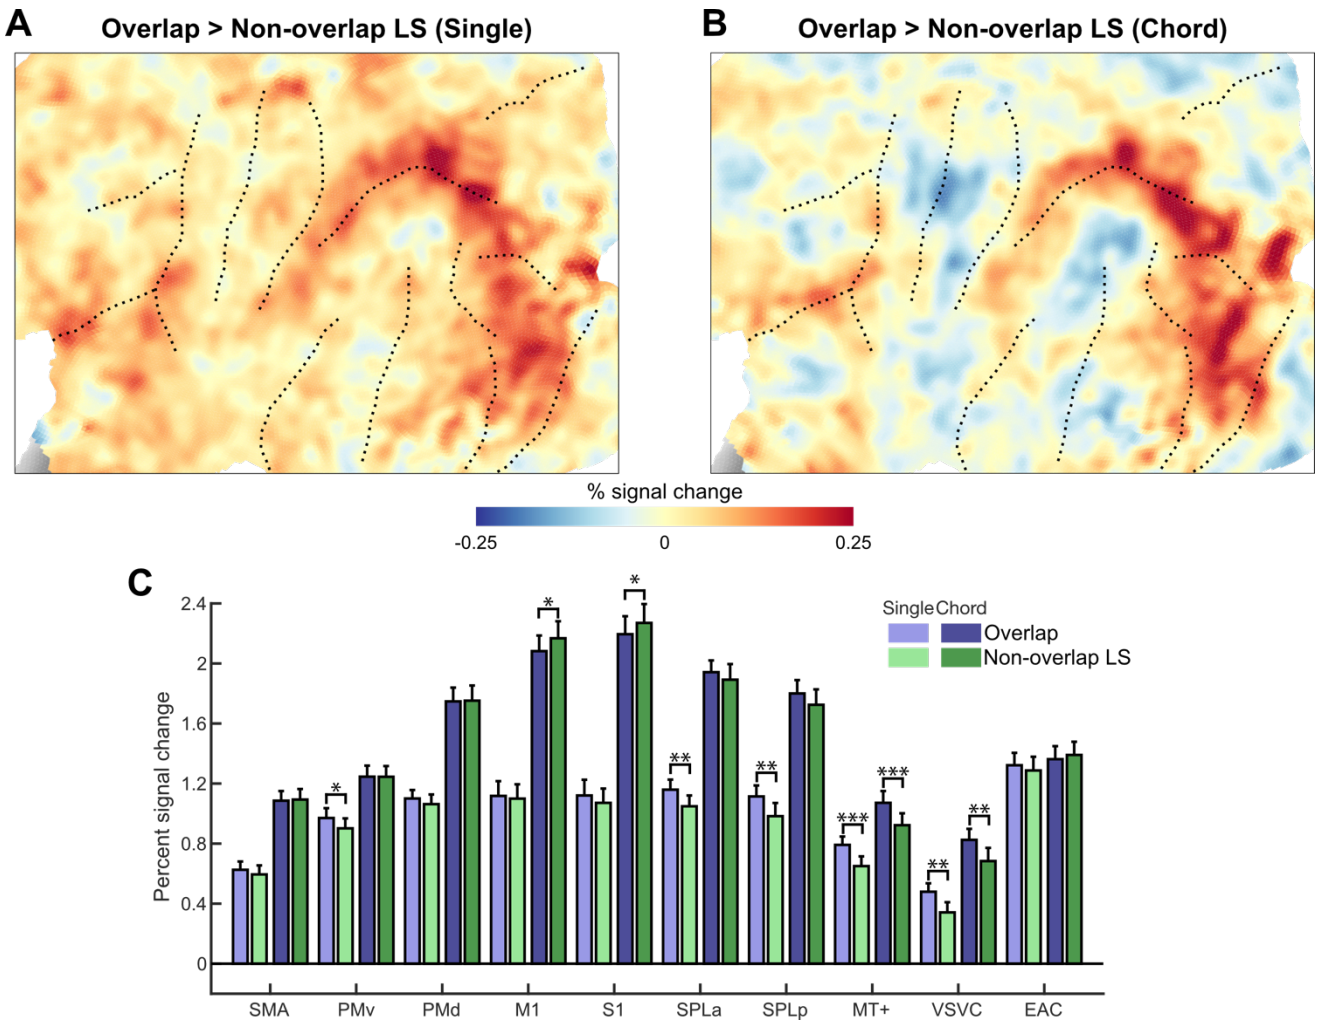 A
Overlap > Non-overlap LS (Single)
B
Overlap > Non-overlap LS (Chord)
% signal change
-0.25
0
0.25
C
Percent signal change
2.4
2
1.6
1.2
0.8
0.4
0
*
*
*
**
**
***
***
**
**
Single Chord
Overlap
Non-overlap LS
SMA
PMv
PMd
M1
S1
SPLa
SPLp
MT+
VSVC
EAC